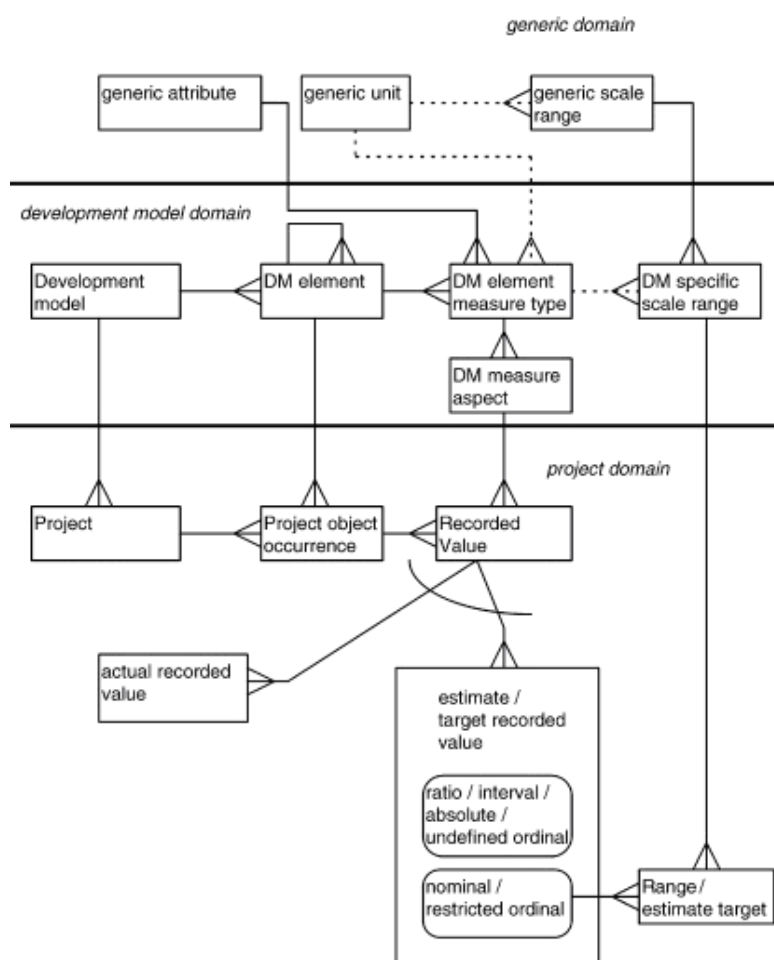 generic domain
generic attribute
generic unit
generic scale
range
development model domain
Development
model
DM element
DM element
measure type
DM specific
scale range
DM measure
aspect
project domain
Project
Project object
occurrence
Recorded
Value
actual recorded
value
estimate /
target recorded
value
ratio / interval /
absolute /
undefined ordinal
nominal /
restricted ordinal
Range/
estimate target